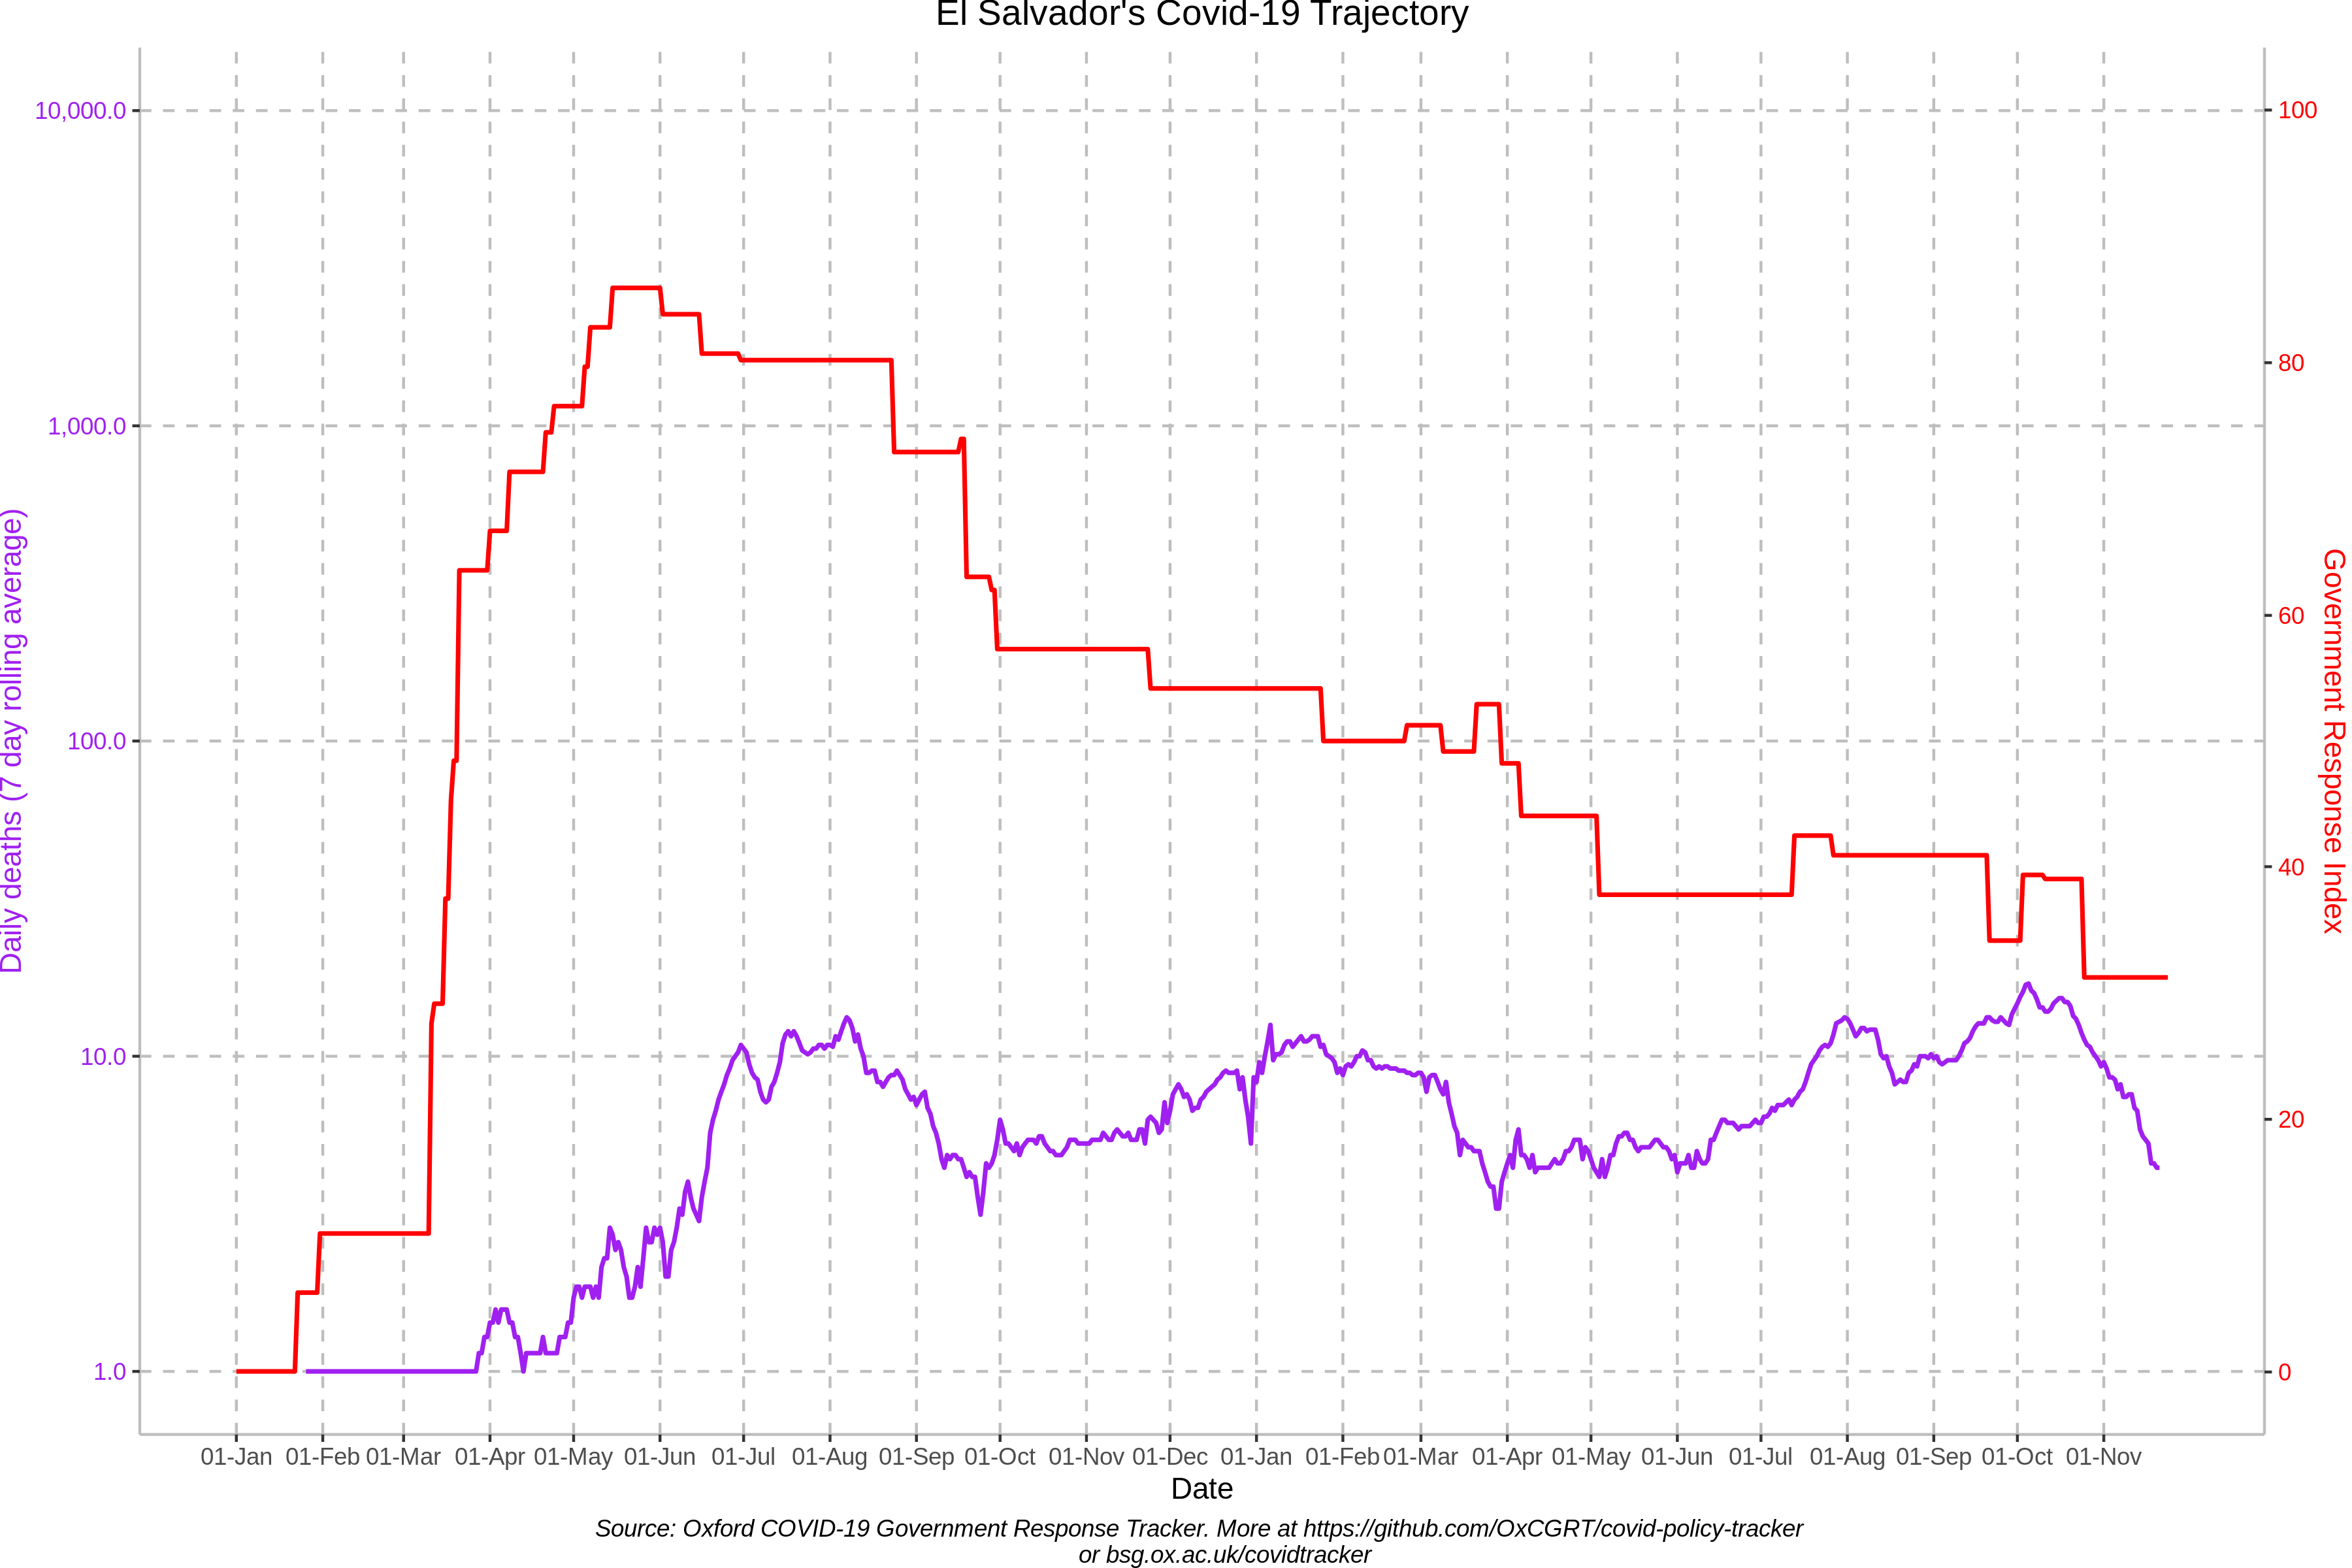 El Salvador's Covid-19 Trajectory
10,000.0
1,000.0
100.0
10.0
1.0
Daily deaths (7 day rolling average)
100
80
60
40
20
0
Government Response Index
01-Jan 01-Feb 01-Mar 01-Apr 01-May 01-Jun 01-Jul 01-Aug 01-Sep 01-Oct 01-Nov 01-Dec 01-Jan 01-Feb 01-Mar 01-Apr 01-May 01-Jun 01-Jul 01-Aug 01-Sep 01-Oct 01-Nov
Date
Source: Oxford COVID-19 Government Response Tracker. More at https://github.com/OxCGRT/covid-policy-tracker
or bsg.ox.ac.uk/covidtracker